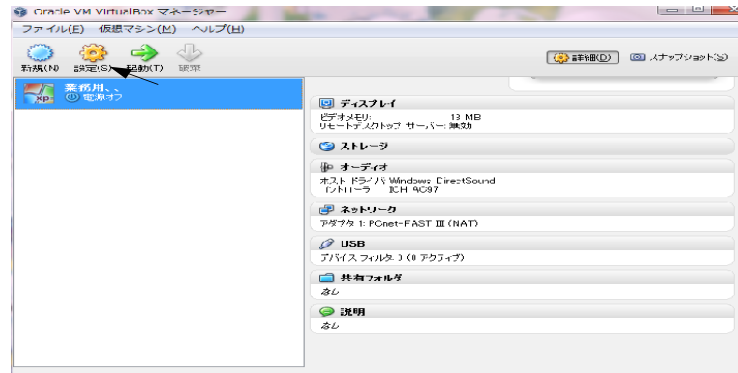 Oracle VM VirtualBox マネージャー
ファイル(F) 仮想マシン(M) ヘルプ(H)
新規(N) 設定(S) 起動(T) 破棄
詳細(D) スナップショット(S)
XP
業務用、、
電源オフ
ディスプレイ
ビデオメモリ: 13 MB
リモートデスクトップ サーバー: 無効
ストレージ
オーディオ
ホスト ドライバ Windows DirectSound
コントローラ ICH AC97
ネットワーク
アダプタ 1: PCnet-FAST III (NAT)
USB
デバイス フィルタ: 0 (0 アクティブ)
共有フォルダ
なし
説明
なし